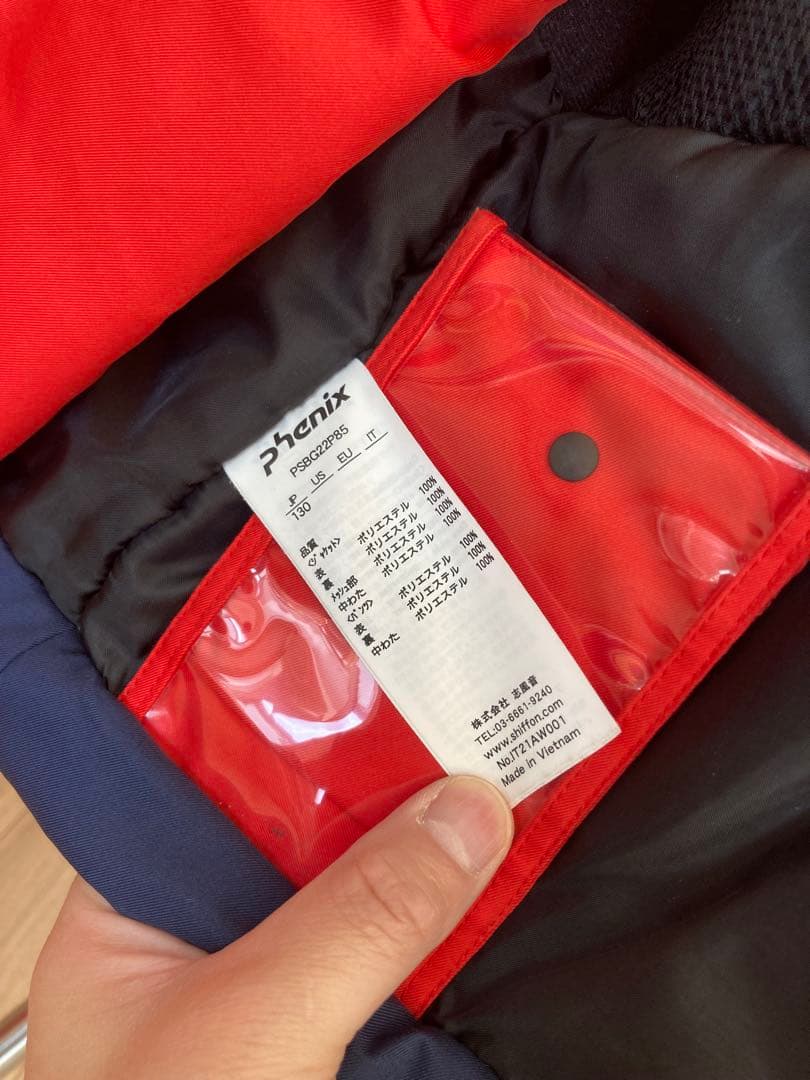 phenix
PSBG22P85
JP US EU IT
130
品質
〈ジャケット〉
表 ポリエステル 100%
裏 ポリエステル 100%
メッシュ部 ポリエステル 100%
中わた ポリエステル 100%
〈パンツ〉
表 ポリエステル 100%
裏 ポリエステル 100%
中わた ポリエステル 100%
株式会社 志風音
TEL:03-6661-9240
www.shiffon.com
No.IT21AW001
Made in Vietnam